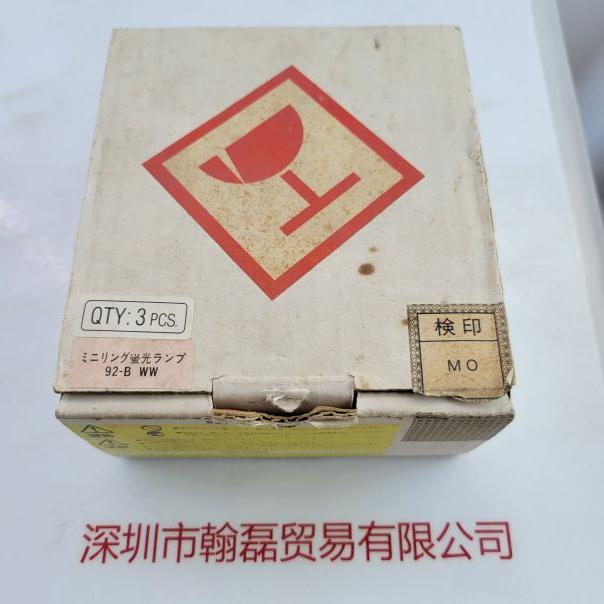 QTY: 3 PCS.
ミニリング蛍光ランプ
92-B WW
検印
MO
深圳市翰磊贸易有限公司